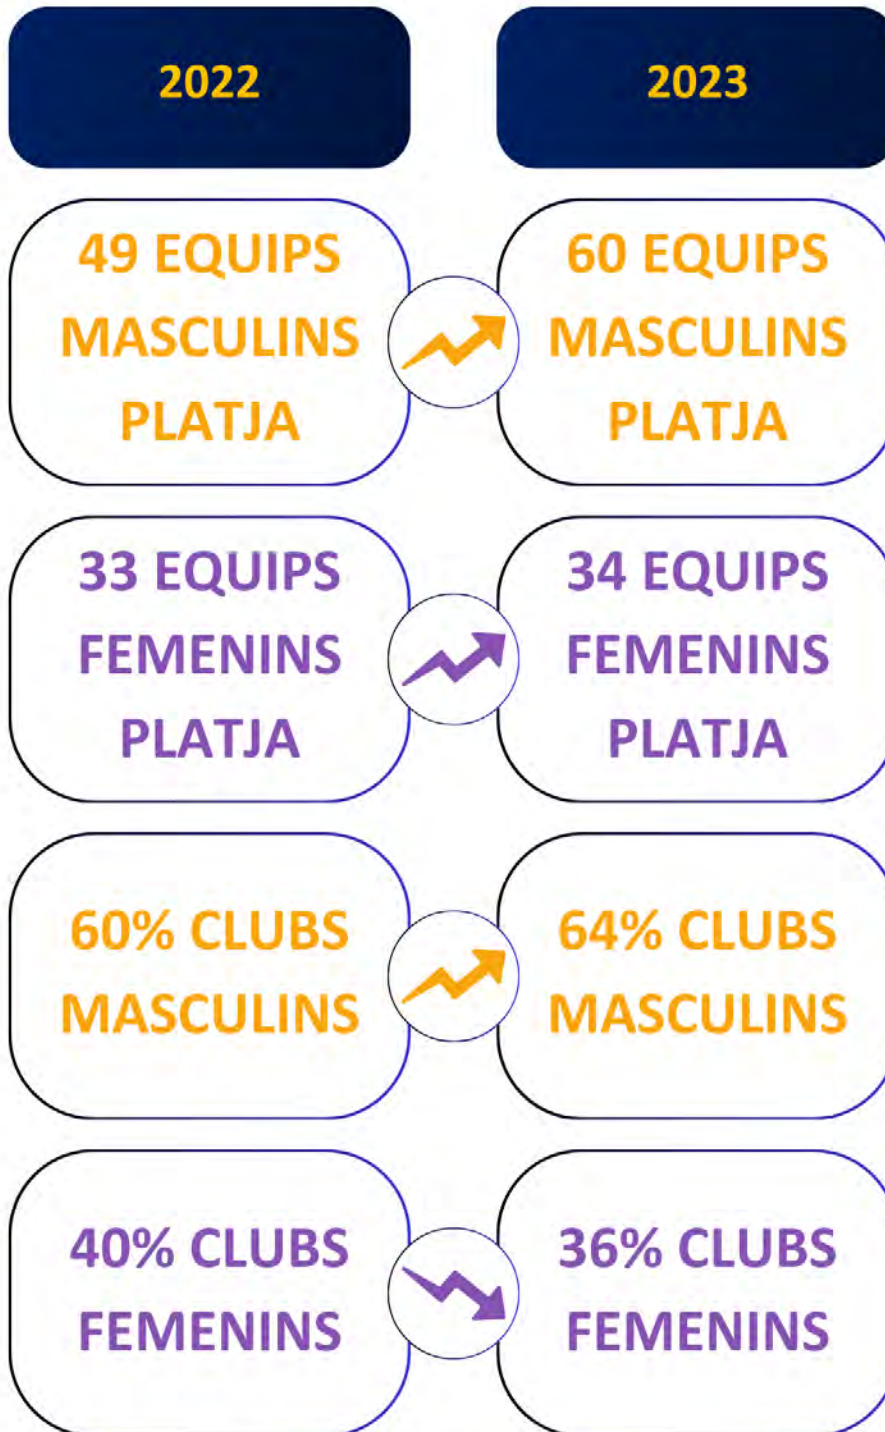 2022
2023
49 EQUIPS
MASCULINS
PLATJA
60 EQUIPS
MASCULINS
PLATJA
33 EQUIPS
FEMENINS
PLATJA
34 EQUIPS
FEMENINS
PLATJA
60% CLUBS
MASCULINS
64% CLUBS
MASCULINS
40% CLUBS
FEMENINS
36% CLUBS
FEMENINS